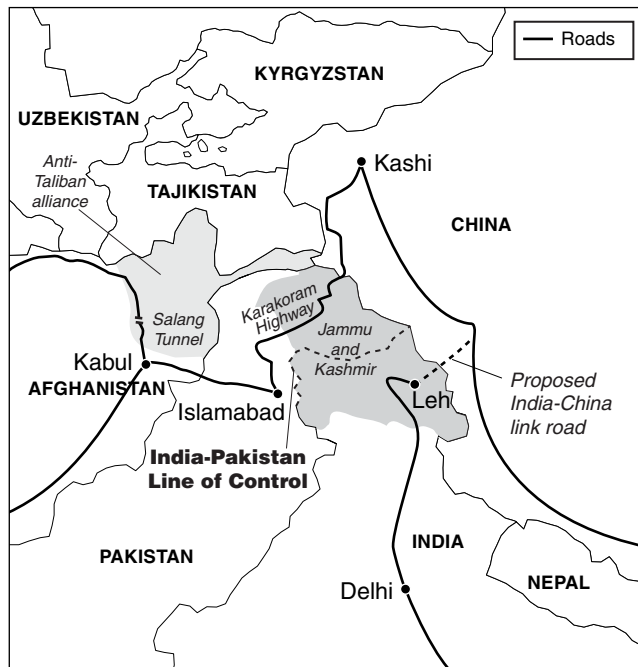 Roads
KYRGYZSTAN
UZBEKISTAN
Anti-
Taliban
alliance
TAJIKISTAN
Kashi
CHINA
Karakoram
Highway
Salang
Tunnel
Jammu
and
Kashmir
Kabul
AFGHANISTAN
Islamabad
Leh
Proposed
India-China
link road
India-Pakistan
Line of Control
PAKISTAN
INDIA
NEPAL
Delhi